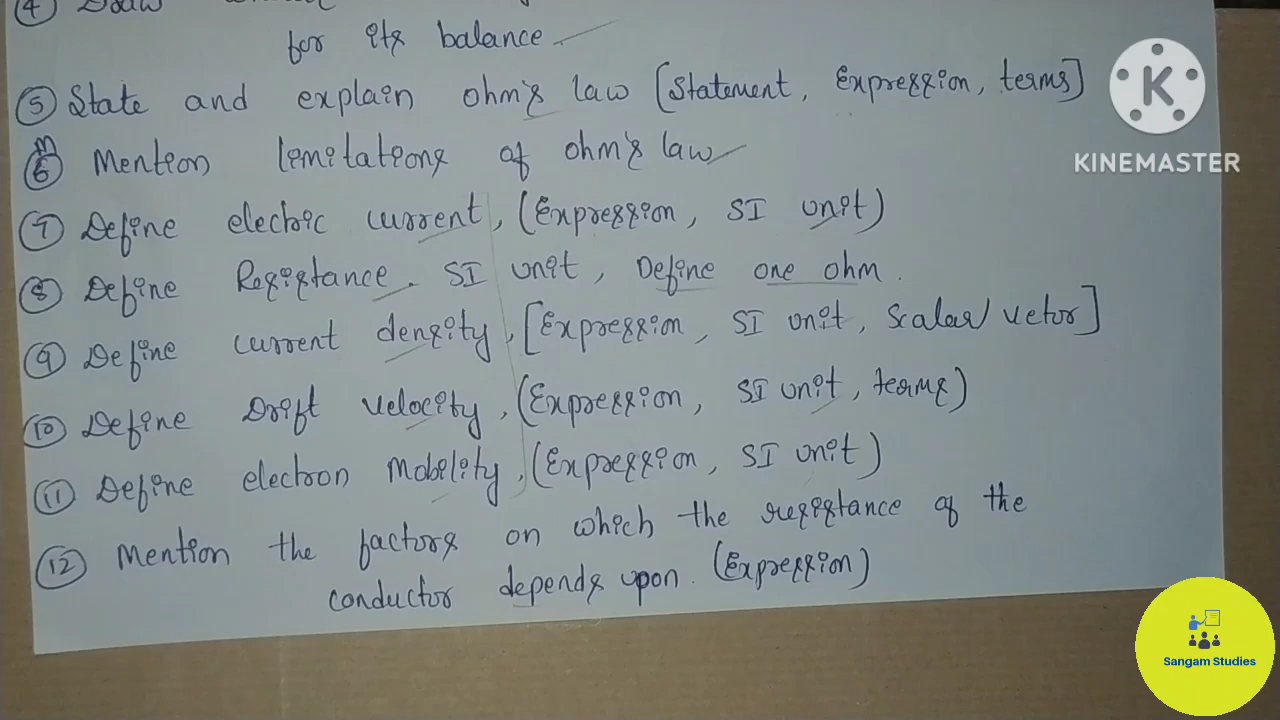 ④ Draw
for its balance
⑤ State and explain ohm's law [Statement, Expression, terms]
M
⑥ Mention limitations of ohm's law
⑦ Define electric current, (Expression, SI unit)
⑧ Define Resistance. SI unit, Define one ohm.
⑨ Define current density, [Expression, SI unit, scalar/vetor]
⑩ Define Drift velocity, (Expression, SI unit, terms)
⑪ Define electron Mobility, (Expression, SI unit)
⑫ Mention the factors on which the resistance of the
conductor depends upon. (Expression)
KINEMASTER
Sangam Studies